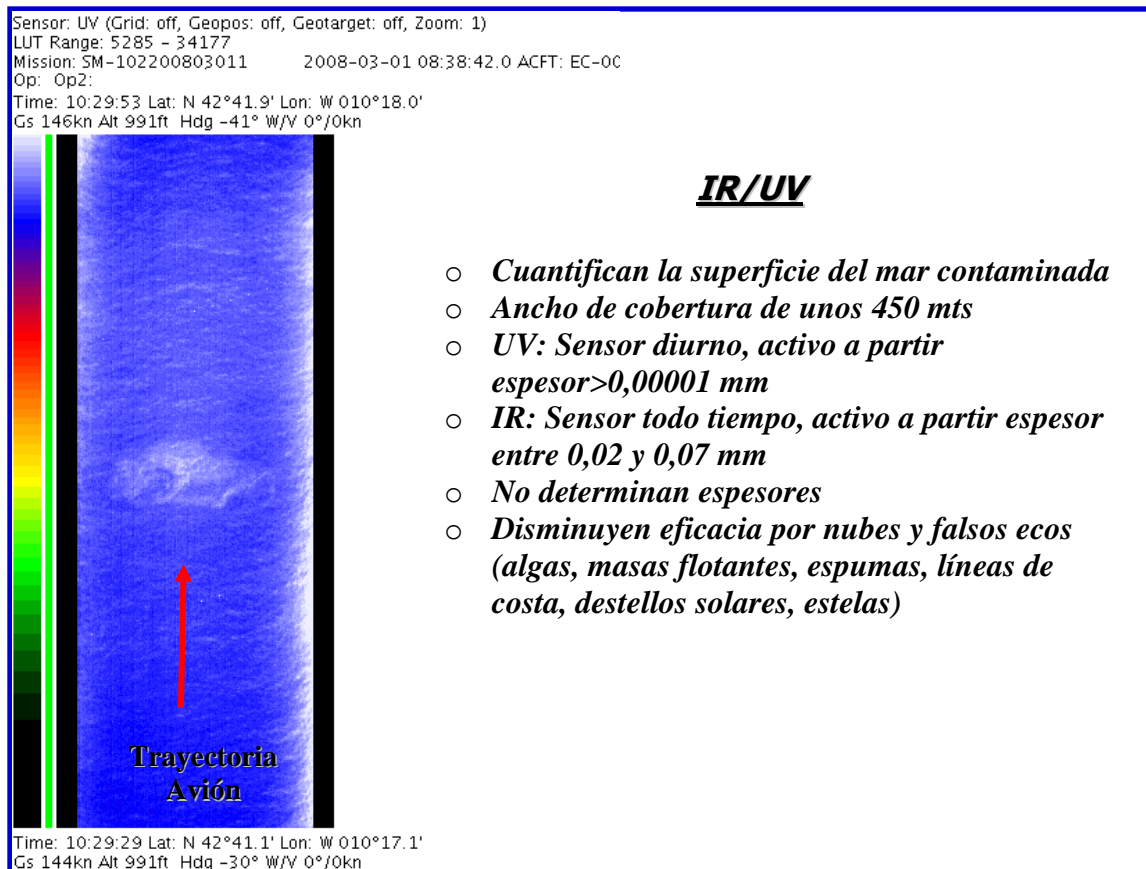 Sensor: UV (Grid: off, Geopos: off, Geotarget: off, Zoom: 1)
LUT Range: 5285 - 34177
Mission: SM-102200803011 2008-03-01 08:38:42.0 ACFT: EC-0C
Op: Op2:
Time: 10:29:53 Lat: N 42°41.9' Lon: W 010°18.0'
Gs 146kn Alt 991ft Hdg -41° W/V 0°/0kn
IR/UV
o Cuantifican la superficie del mar contaminada
o Ancho de cobertura de unos 450 mts
o UV: Sensor diurno, activo a partir
espesor>0,00001 mm
o IR: Sensor todo tiempo, activo a partir espesor
entre 0,02 y 0,07 mm
o No determinan espesores
o Disminuyen eficacia por nubes y falsos ecos
(algas, masas flotantes, espumas, líneas de
costa, destellos solares, estelas)
Trayectoria
Avión
Time: 10:29:29 Lat: N 42°41.1' Lon: W 010°17.1'
Gs 144kn Alt 991ft Hdg -30° W/V 0°/0kn